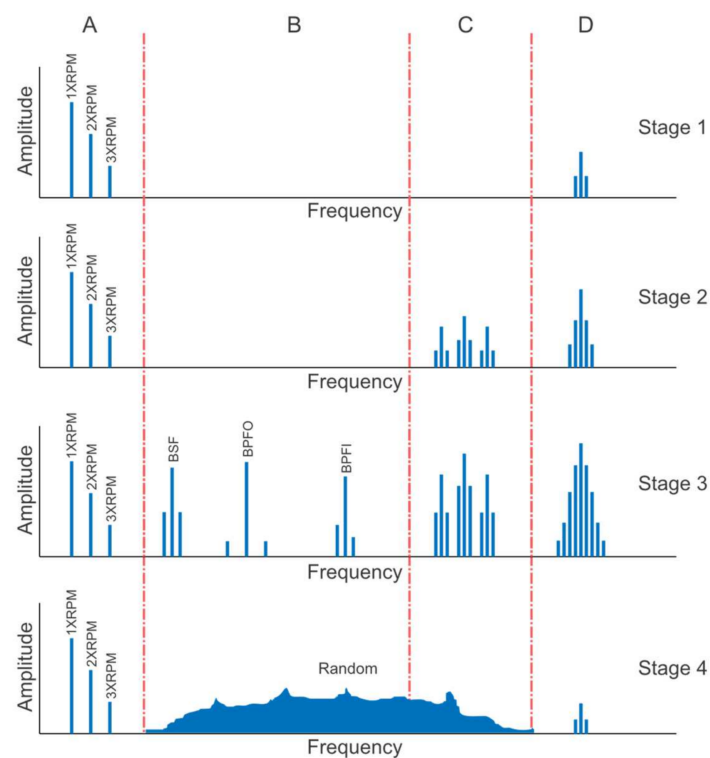 A B C D
Amplitude
1XRPM
2XRPM
3XRPM
Stage 1
Frequency
Amplitude
1XRPM
2XRPM
3XRPM
Stage 2
Frequency
Amplitude
1XRPM
2XRPM
3XRPM
BSF
BPFO
BPFI
Stage 3
Frequency
Amplitude
1XRPM
2XRPM
3XRPM
Random
Stage 4
Frequency